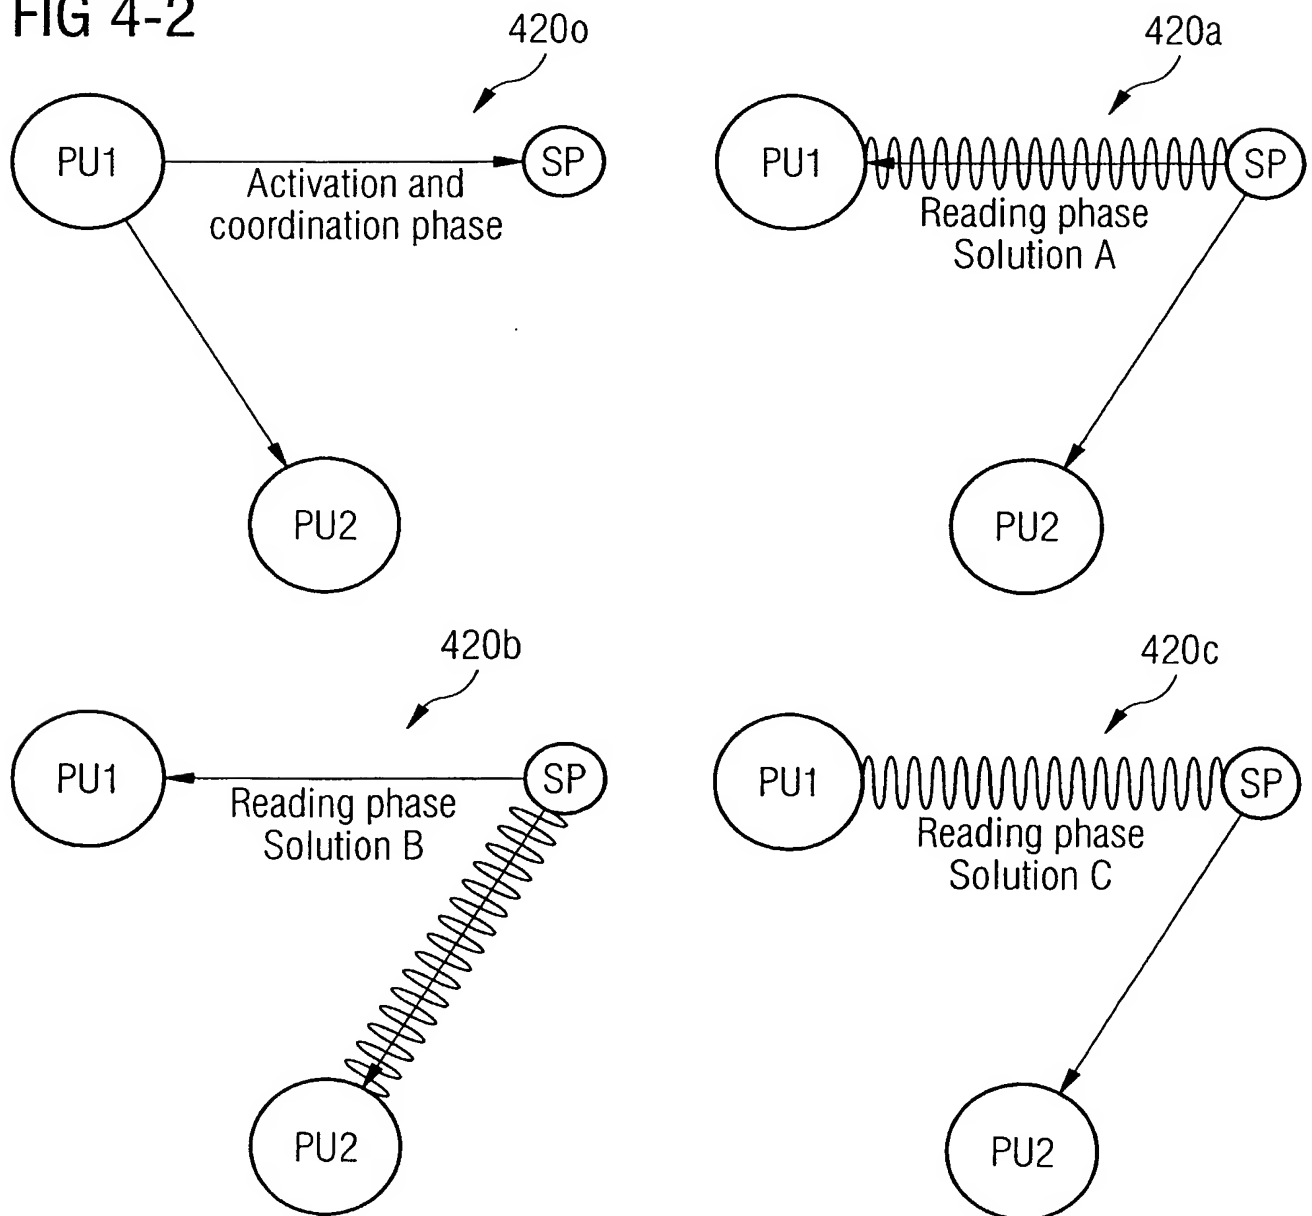 FIG 4-2
420o
PU1
SP
Activation and
coordination phase
PU2
420a
PU1
SP
Reading phase
Solution A
PU2
420b
PU1
SP
Reading phase
Solution B
PU2
420c
PU1
SP
Reading phase
Solution C
PU2